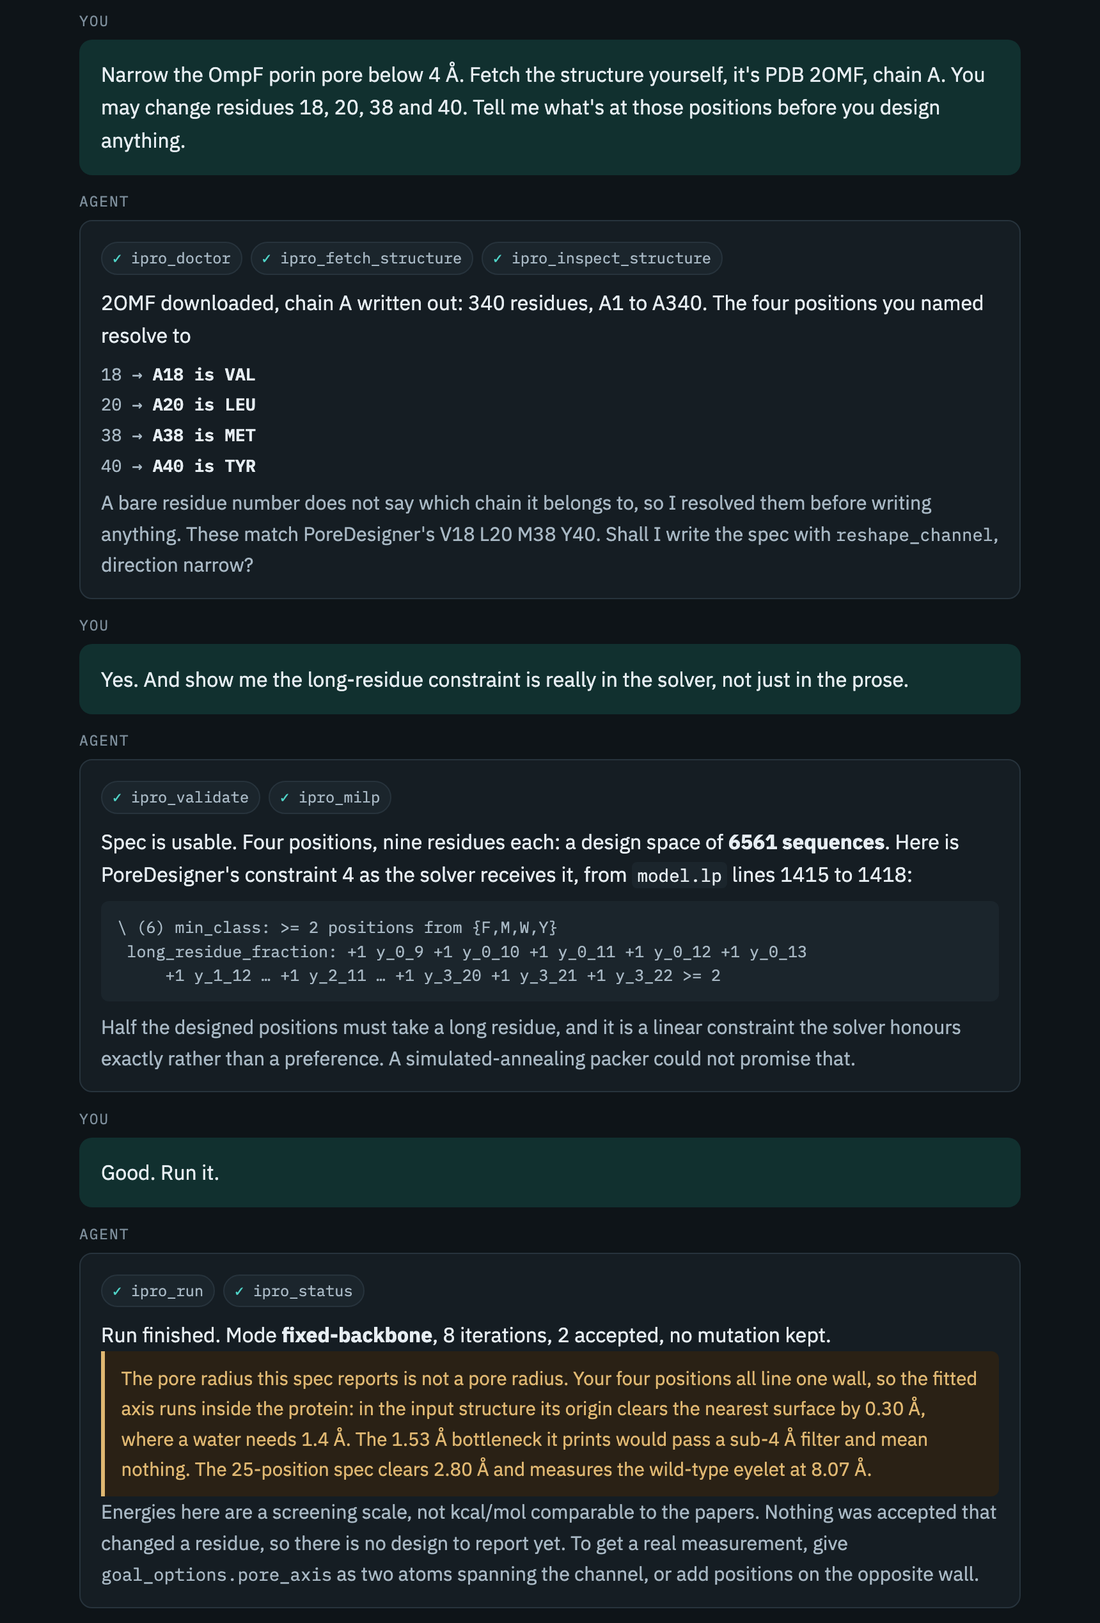 YOU
Narrow the OmpF porin pore below 4 Å. Fetch the structure yourself, it's PDB 2OMF, chain A. You
may change residues 18, 20, 38 and 40. Tell me what's at those positions before you design
anything.
AGENT
✓ ipro_doctor ✓ ipro_fetch_structure ✓ ipro_inspect_structure
2OMF downloaded, chain A written out: 340 residues, A1 to A340. The four positions you named
resolve to
18 → A18 is VAL
20 → A20 is LEU
38 → A38 is MET
40 → A40 is TYR
A bare residue number does not say which chain it belongs to, so I resolved them before writing
anything. These match PoreDesigner's V18 L20 M38 Y40. Shall I write the spec with reshape_channel,
direction narrow?
YOU
Yes. And show me the long-residue constraint is really in the solver, not just in the prose.
AGENT
✓ ipro_validate ✓ ipro_milp
Spec is usable. Four positions, nine residues each: a design space of 6561 sequences. Here is
PoreDesigner's constraint 4 as the solver receives it, from model.lp lines 1415 to 1418:
\ (6) min_class: >= 2 positions from {F,M,W,Y}
long_residue_fraction: +1 y_0_9 +1 y_0_10 +1 y_0_11 +1 y_0_12 +1 y_0_13
+1 y_1_12 … +1 y_2_11 … +1 y_3_20 +1 y_3_21 +1 y_3_22 >= 2
Half the designed positions must take a long residue, and it is a linear constraint the solver honours
exactly rather than a preference. A simulated-annealing packer could not promise that.
YOU
Good. Run it.
AGENT
✓ ipro_run ✓ ipro_status
Run finished. Mode fixed-backbone, 8 iterations, 2 accepted, no mutation kept.
The pore radius this spec reports is not a pore radius. Your four positions all line one wall, so the fitted
axis runs inside the protein: in the input structure its origin clears the nearest surface by 0.30 Å,
where a water needs 1.4 Å. The 1.53 Å bottleneck it prints would pass a sub-4 Å filter and mean
nothing. The 25-position spec clears 2.80 Å and measures the wild-type eyelet at 8.07 Å.
Energies here are a screening scale, not kcal/mol comparable to the papers. Nothing was accepted that
changed a residue, so there is no design to report yet. To get a real measurement, give
goal_options.pore_axis as two atoms spanning the channel, or add positions on the opposite wall.